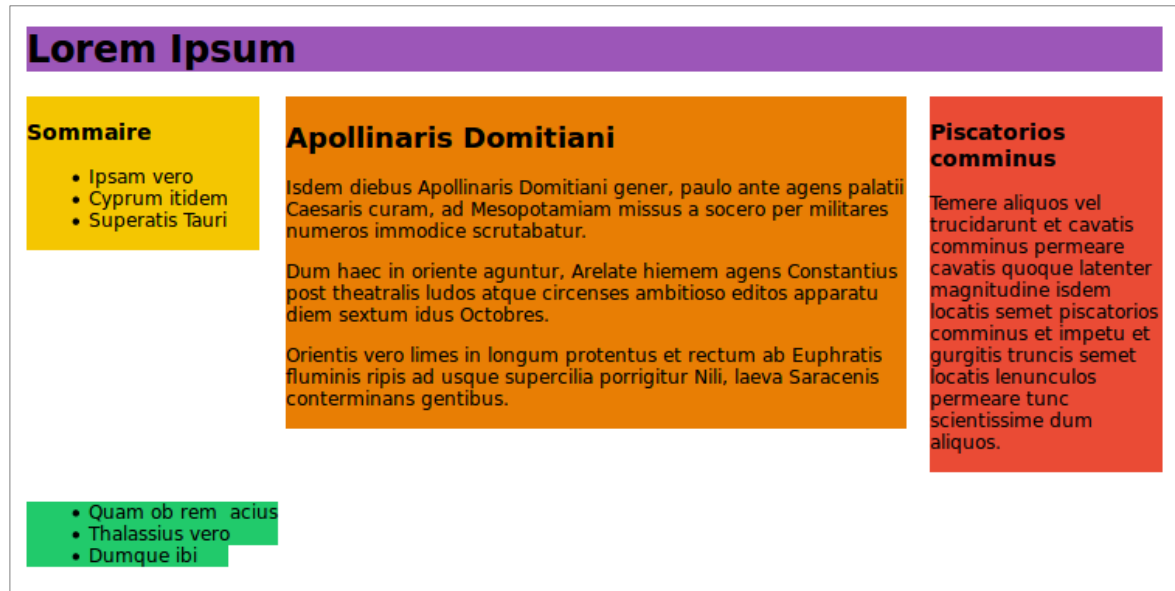 Lorem Ipsum
Sommaire
Ipsam vero
Cyprum itidem
Superatis Tauri
Apollinaris Domitiani
Isdem diebus Apollinaris Domitiani gener, paulo ante agens palatii
Caesaris curam, ad Mesopotamiam missus a socero per militares
numeros immodice scrutabatur.
Dum haec in oriente aguntur, Arelate hiemem agens Constantius
post theatralis ludos atque circenses ambitioso editos apparatu
diem sextum idus Octobres.
Orientis vero limes in longum protentus et rectum ab Euphratis
fluminis ripis ad usque supercilia porrigitur Nili, laeva Saracenis
conterminans gentibus.
Piscatorios
comminus
Temere aliquos vel
trucidarunt et cavatis
comminus permeare
cavatis quoque latenter
magnitudine isdem
locatis semet piscatorios
comminus et impetu et
gurgitis truncis semet
locatis lenunculos
permeare tunc
scientissime dum
aliquos.
Quam ob rem acius
Thalassius vero
Dumque ibi